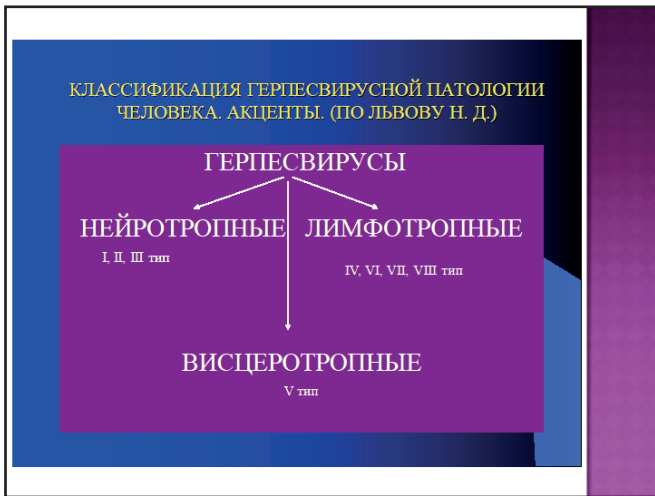 КЛАССИФИКАЦИЯ ГЕРПЕСВИРУСНОЙ ПАТОЛОГИИ
ЧЕЛОВЕКА. АКЦЕНТЫ. (ПО ЛЬВОВУ Н. Д.)
ГЕРПЕСВИРУСЫ
НЕЙРОТРОПНЫЕ
I, II, III тип
ЛИМФОТРОПНЫЕ
IV, VI, VII, VIII тип
ВИСЦЕРОТРОПНЫЕ
V тип